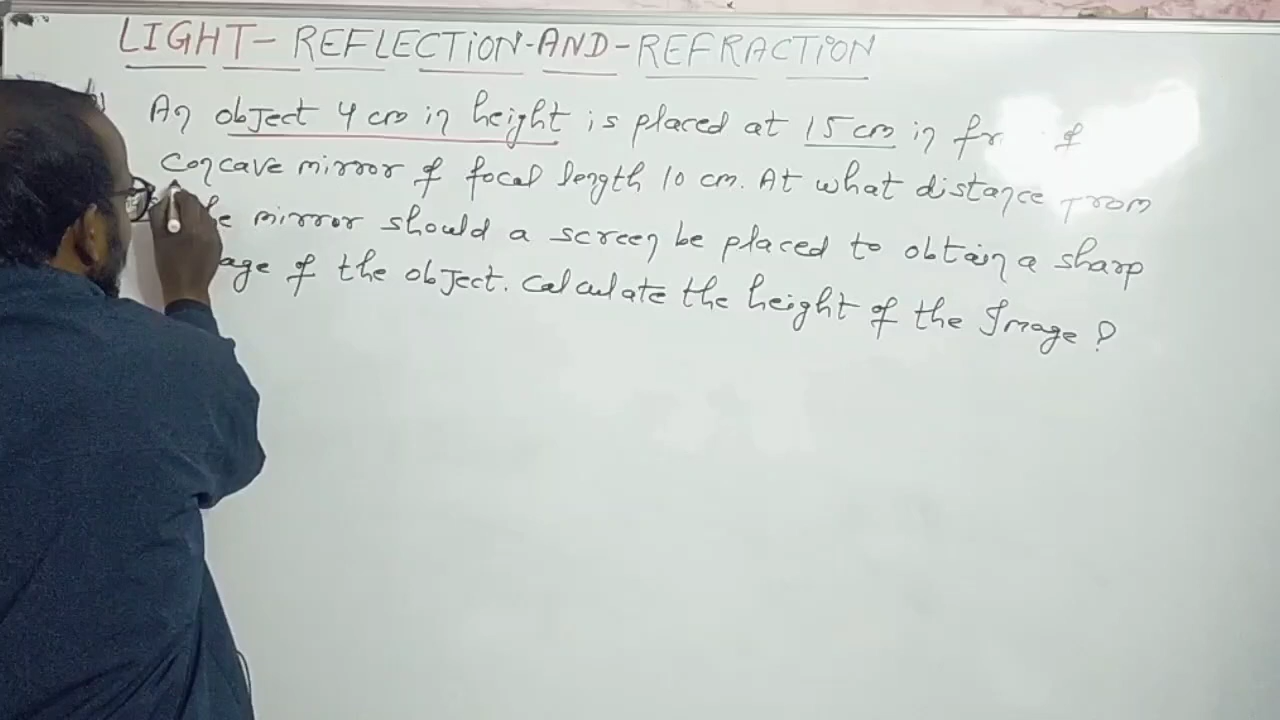 LIGHT-REFLECTION-AND-REFRACTION
An object 4 cm in height is placed at 15 cm in of
Concave mirror of focal length 10 cm. At what distance from
mirror should a screen be placed to obtain a sharp
of the object. Calculate the height of the Image ?